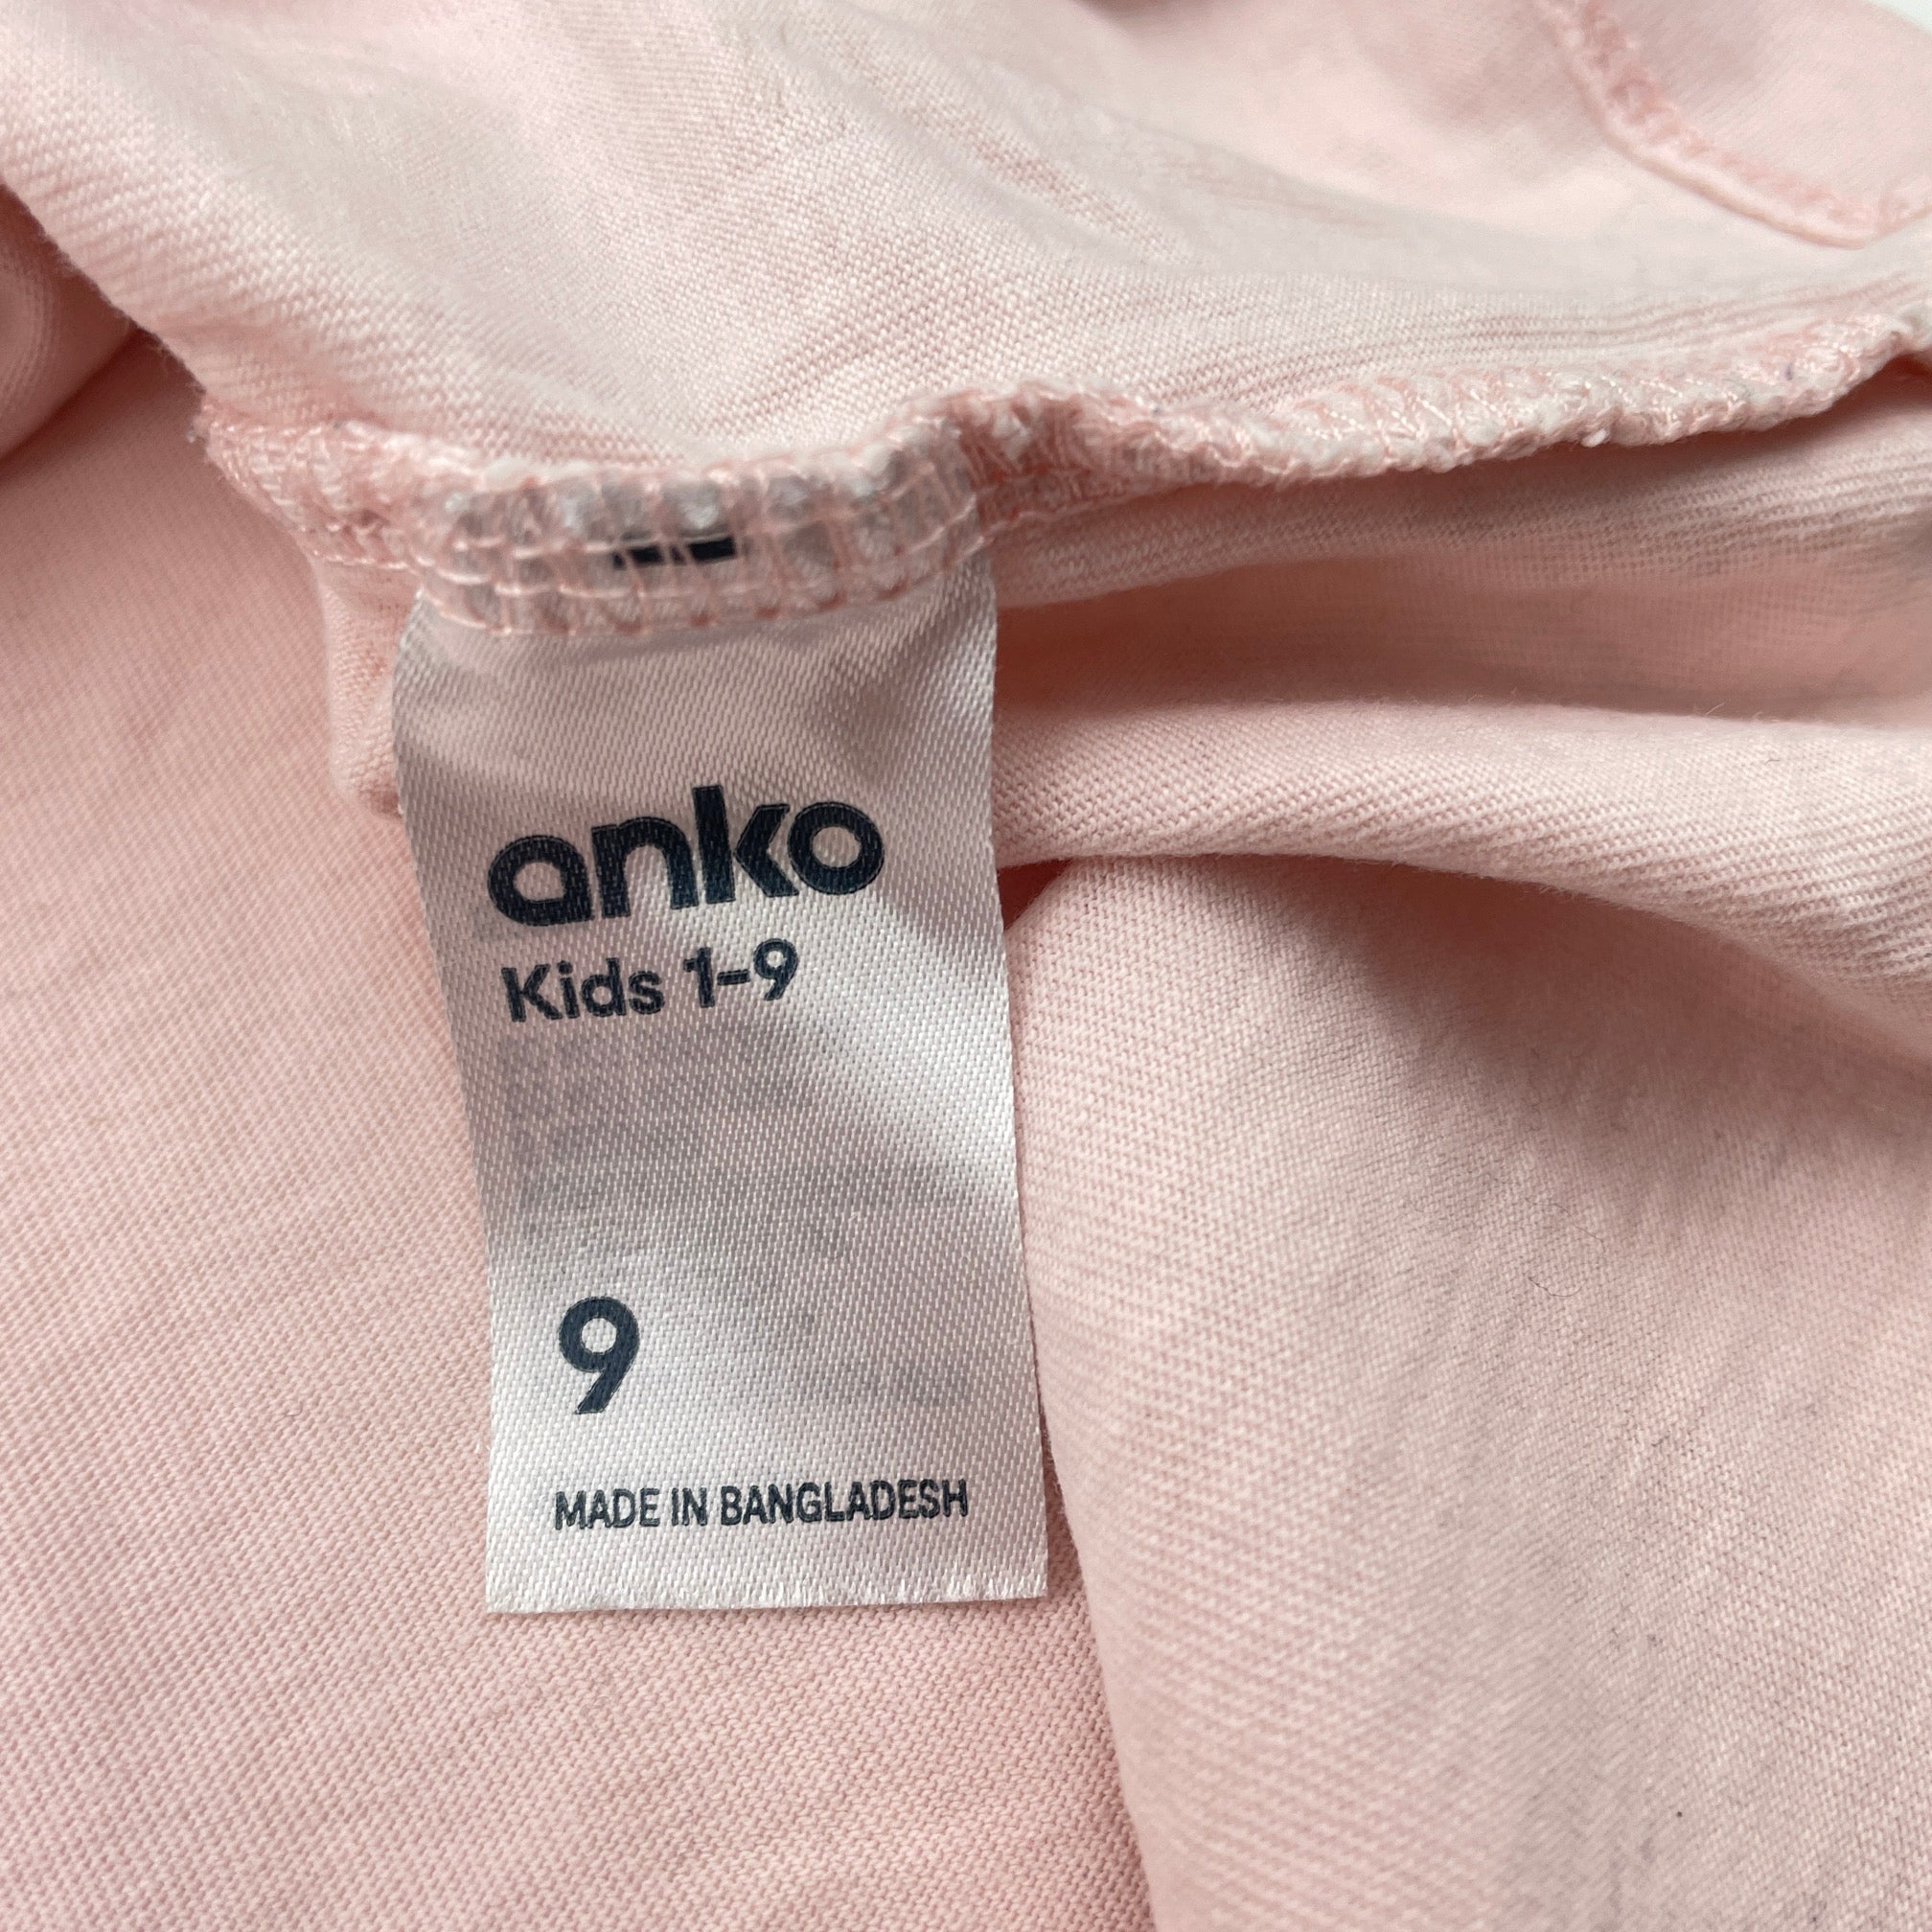 anko
Kids 1-9
9
MADE IN BANGLADESH